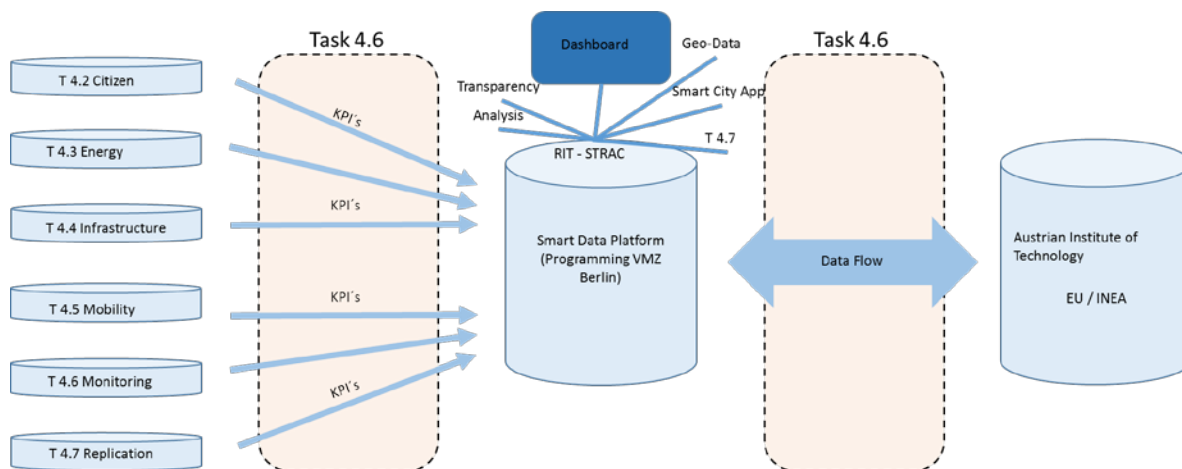 Task 4.6
Dashboard
Geo-Data
Task 4.6
T 4.2 Citizen
Transparency
Smart City App
Analysis
KPI´s
T 4.7
T 4.3 Energy
RIT - STRAC
KPI's
T 4.4 Infrastructure
Smart Data Platform
(Programming VMZ
Berlin)
Data Flow
Austrian Institute of
Technology
EU / INEA
KPI´s
T 4.5 Mobility
T 4.6 Monitoring
KPI´s
T 4.7 Replication